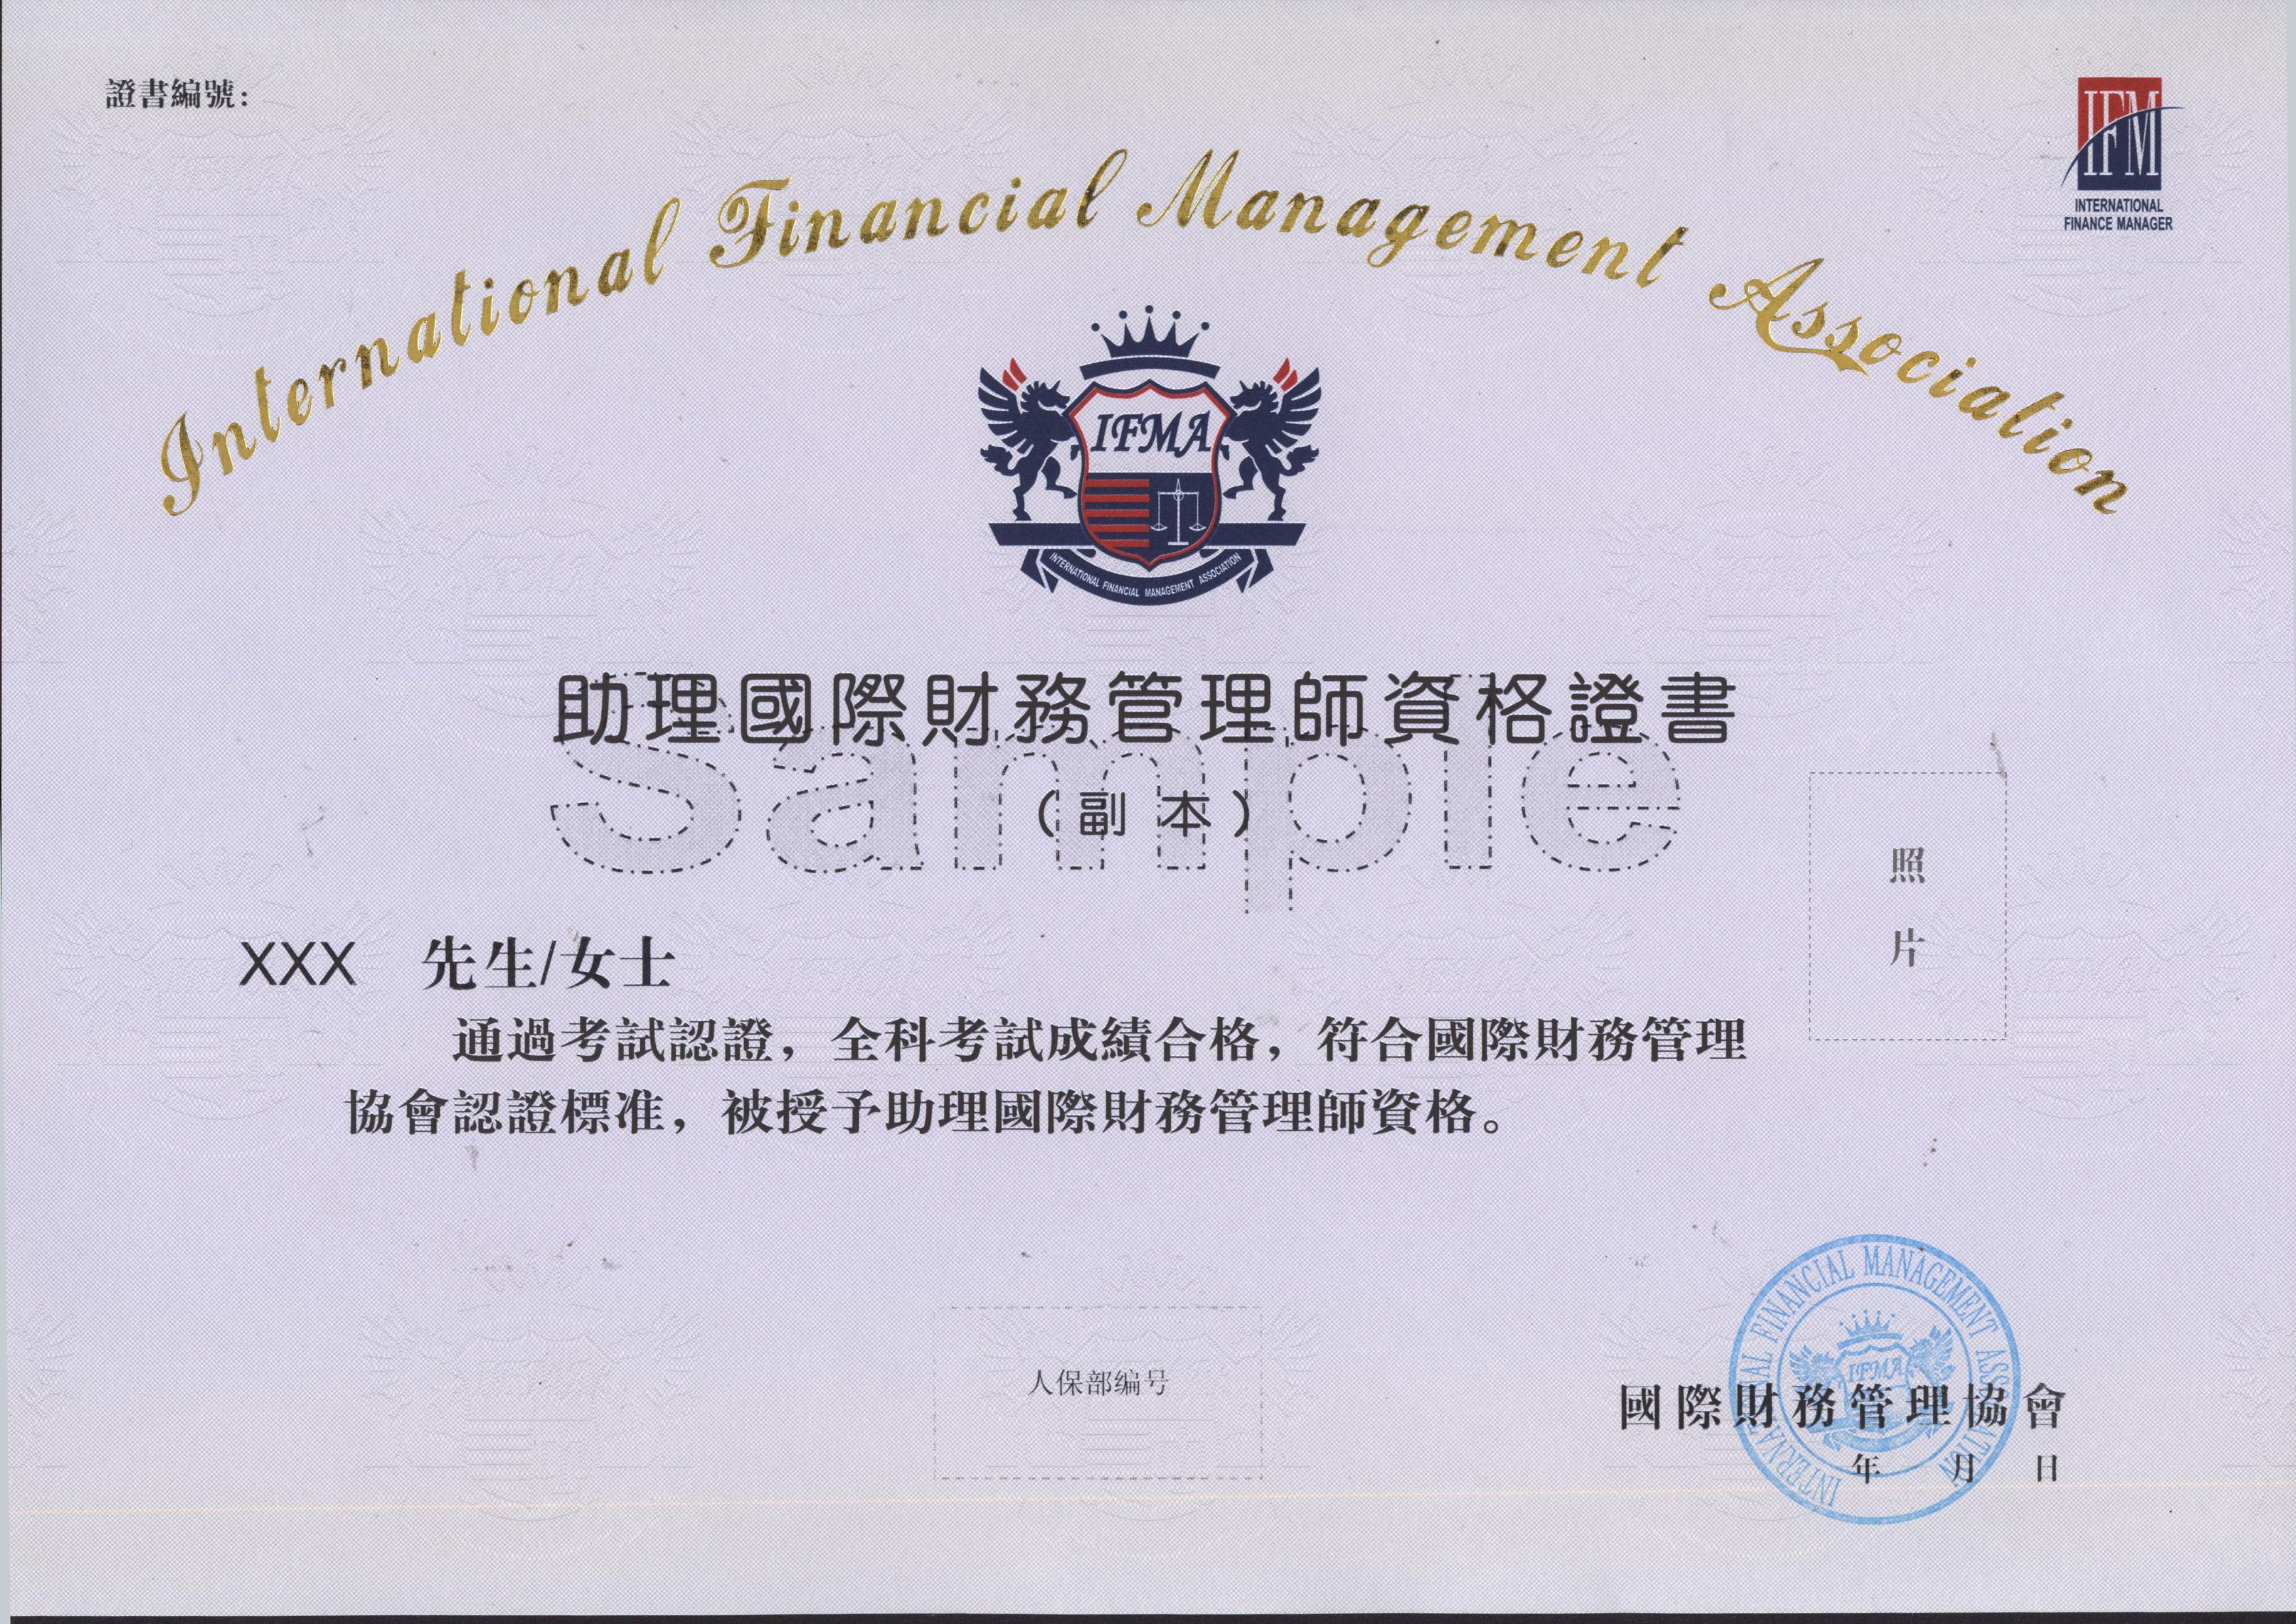 證書編號：
IFM
INTERNATIONAL
FINANCE MANAGER
International Financial Management Association
IFMA
INTERNATIONAL FINANCIAL MANAGEMENT ASSOCIATION
助理國際財務管理師資格證書
sample
（副本）
照
片
XXX 先生/女士
通過考試認證，全科考試成績合格，符合國際財務管理
協會認證標准，被授予助理國際財務管理師資格。
人保部编号
INTERNATIONAL FINANCIAL MANAGEMENT ASSOCIATION
IFMA
國際財務管理協會
年 月 日